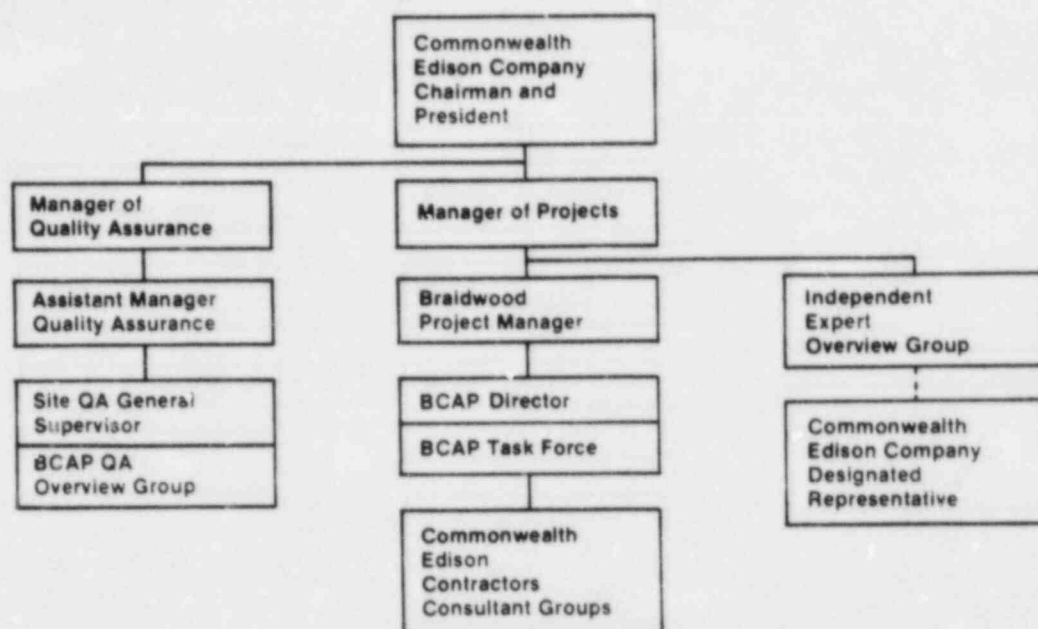 Commonwealth
Edison Company
Chairman and
President
Manager of
Quality Assurance
Manager of Projects
Assistant Manager
Quality Assurance
Braidwood
Project Manager
Independent
Expert
Overview Group
Site QA General
Supervisor
BCAP QA
Overview Group
BCAP Director
BCAP Task Force
Commonwealth
Edison Company
Designated
Representative
Commonwealth
Edison
Contractors
Consultant Groups